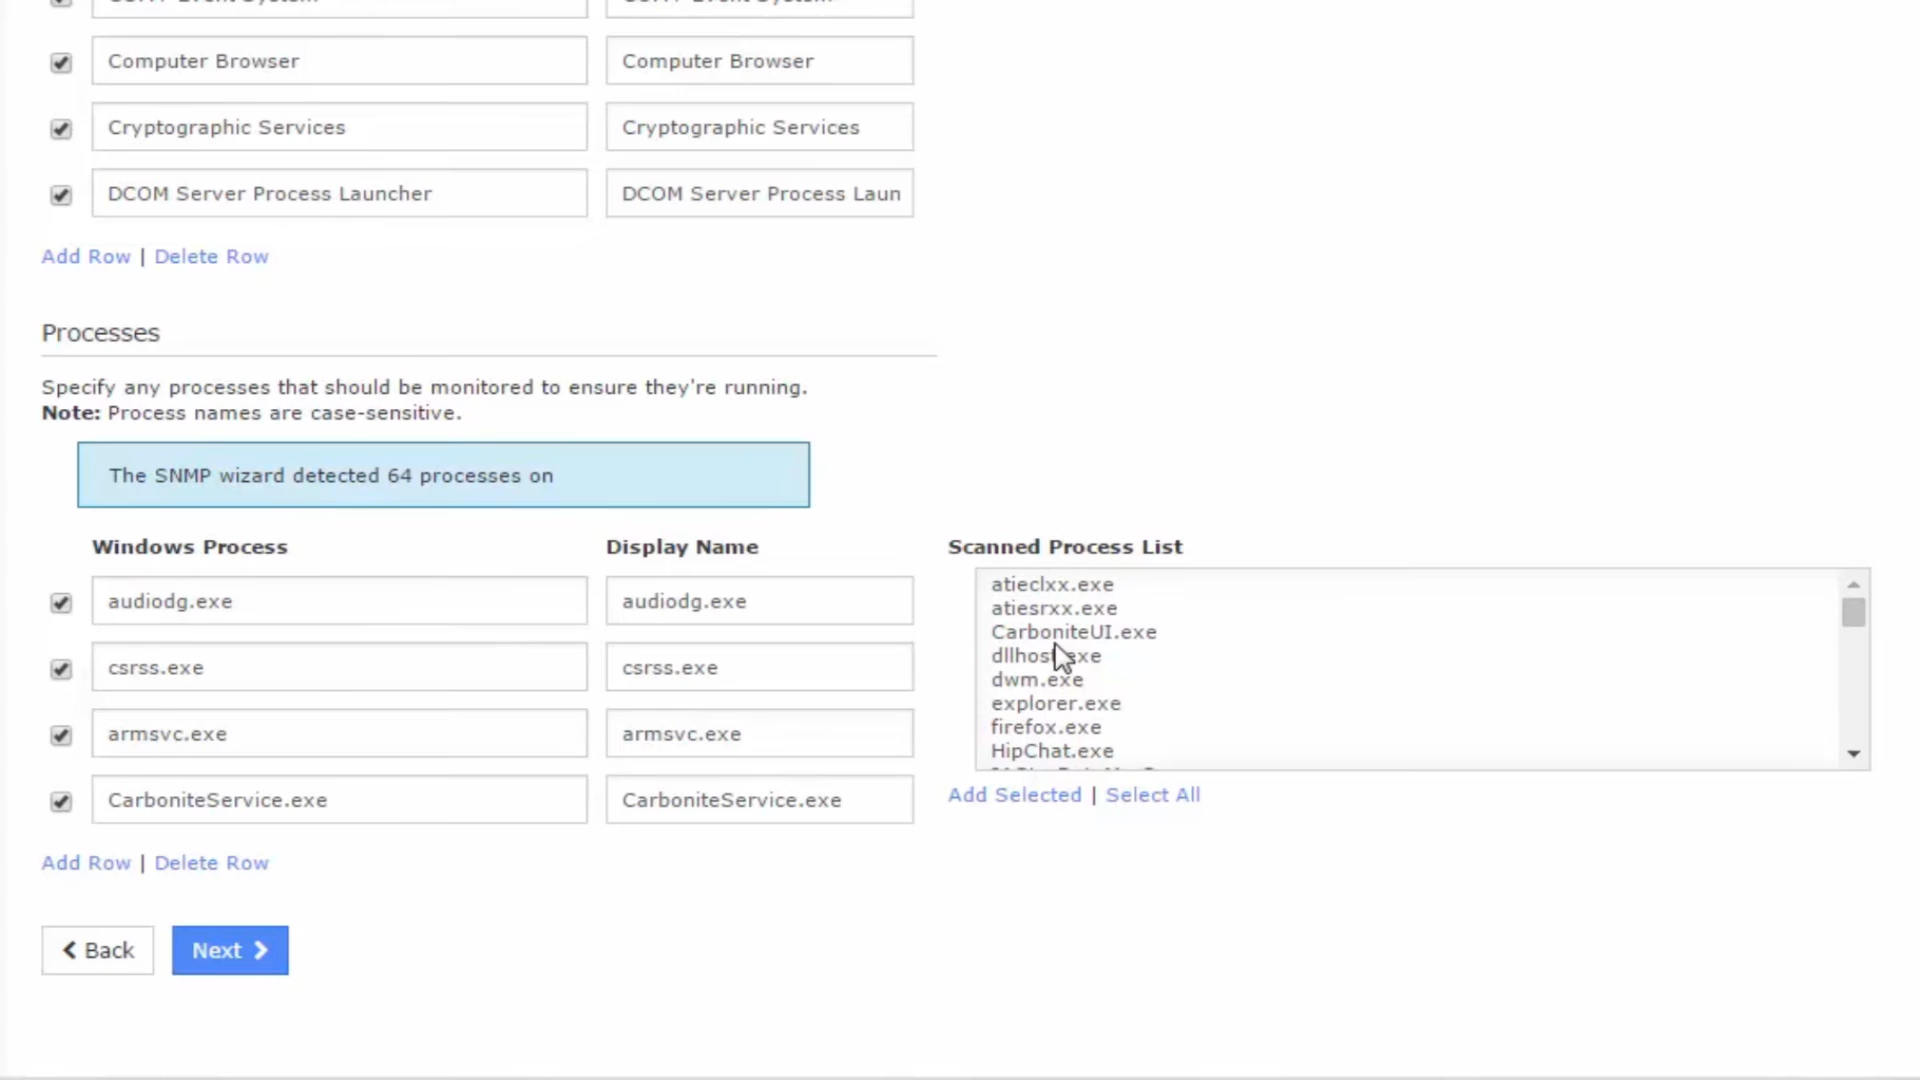 Computer Browser Computer Browser
Cryptographic Services Cryptographic Services
DCOM Server Process Launcher DCOM Server Process Laun
Add Row | Delete Row
Processes
Specify any processes that should be monitored to ensure they're running.
Note: Process names are case-sensitive.
The SNMP wizard detected 64 processes on
Windows Process Display Name
audiodg.exe audiodg.exe
csrss.exe csrss.exe
armsvc.exe armsvc.exe
CarboniteService.exe CarboniteService.exe
Add Row | Delete Row
Scanned Process List
atieclxx.exe
atiesrxx.exe
CarboniteUI.exe
dllhost.exe
dwm.exe
explorer.exe
firefox.exe
HipChat.exe
Add Selected | Select All
Back Next